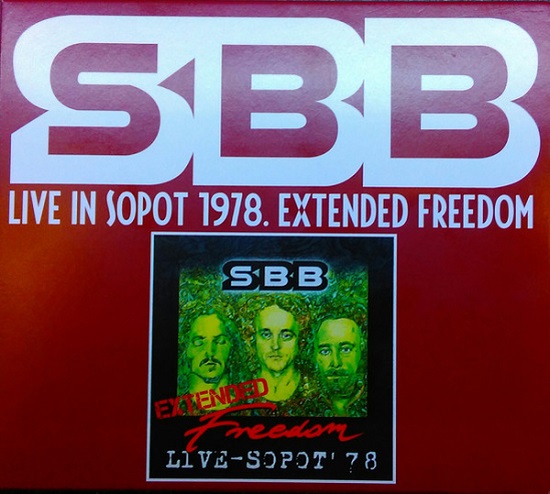 SBB
LIVE IN SOPOT 1978. EXTENDED FREEDOM
SBB
EXTENDED
Freedom
LIVE-SOPOT'78